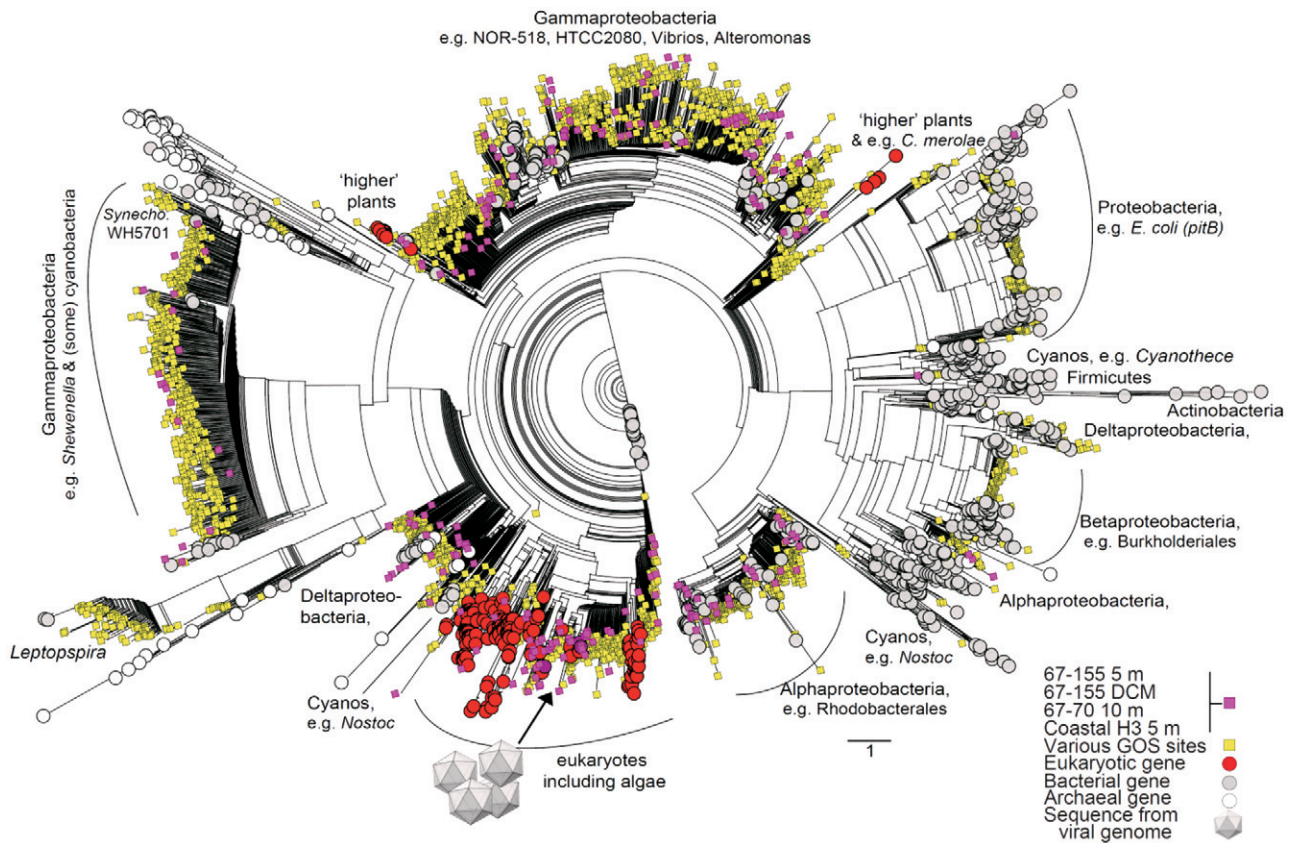 Gammaproteobacteria
e.g. NOR-518, HTCC2080, Vibrios, Alteromonas
'higher' plants
& e.g. C. merolae
'higher'
plants
Synecho.
WH5701
Gammaproteobacteria
e.g. Shewenella & (some) cyanobacteria
Proteobacteria,
e.g. E. coli (pitB)
Cyanos, e.g. Cyanothece
Firmicutes
Actinobacteria
Deltaproteobacteria,
Betaproteobacteria,
e.g. Burkholderiales
Alphaproteobacteria,
Cyanos,
e.g. Nostoc
Alphaproteobacteria,
e.g. Rhodobacterales
Deltaproteo-
bacteria,
Leptopspira
Cyanos,
e.g. Nostoc
eukaryotes
including algae
1
67-155 5 m
67-155 DCM
67-70 10 m
Coastal H3 5 m
Various GOS sites
Eukaryotic gene
Bacterial gene
Archaeal gene
Sequence from
viral genome